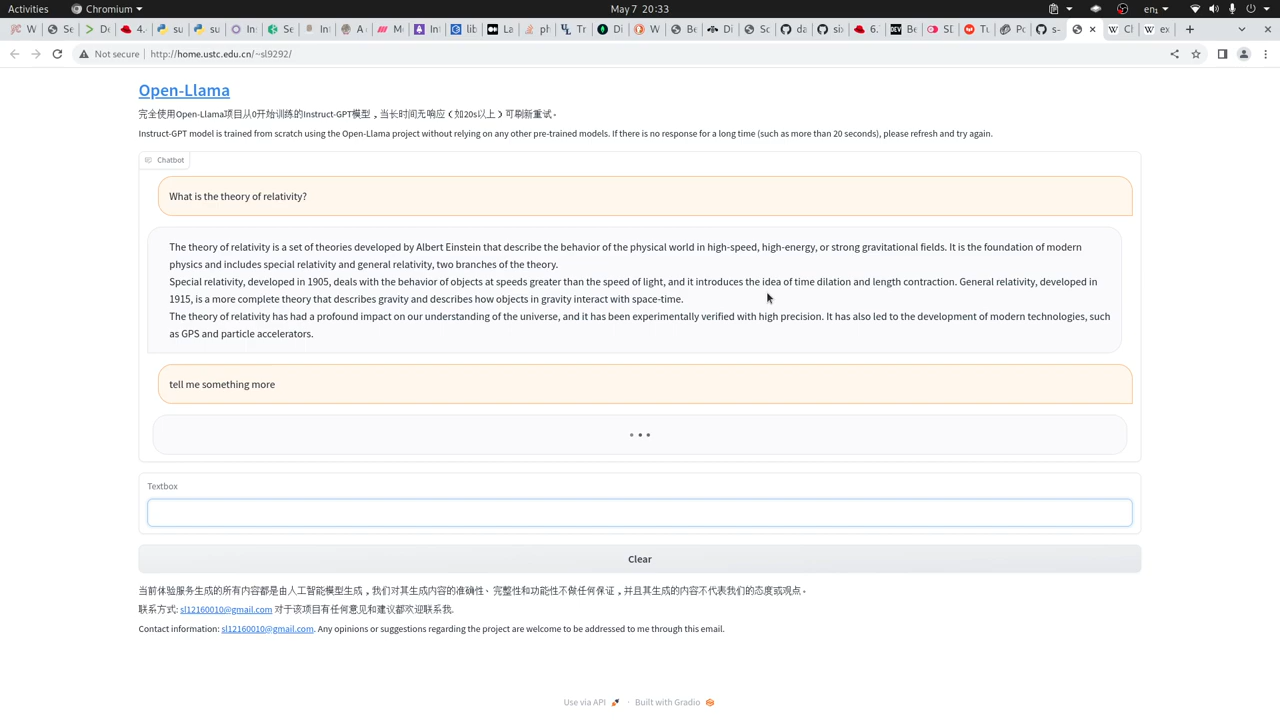 Activities
Chromium
May 7 20:33
en
Not secure
http://home.ustc.edu.cn/~sl9292/
Open-Llama
完全使用Open-Llama项目从0开始训练的Instruct-GPT模型，当长时间无响应（如20s以上）可刷新重试。
Instruct-GPT model is trained from scratch using the Open-Llama project without relying on any other pre-trained models. If there is no response for a long time (such as more than 20 seconds), please refresh and try again.
Chatbot
What is the theory of relativity?
The theory of relativity is a set of theories developed by Albert Einstein that describe the behavior of the physical world in high-speed, high-energy, or strong gravitational fields. It is the foundation of modern
physics and includes special relativity and general relativity, two branches of the theory.
Special relativity, developed in 1905, deals with the behavior of objects at speeds greater than the speed of light, and it introduces the idea of time dilation and length contraction. General relativity, developed in
1915, is a more complete theory that describes gravity and describes how objects in gravity interact with space-time.
The theory of relativity has had a profound impact on our understanding of the universe, and it has been experimentally verified with high precision. It has also led to the development of modern technologies, such
as GPS and particle accelerators.
tell me something more
Textbox
Clear
当前体验服务生成的所有内容都是由人工智能模型生成，我们对其生成内容的准确性、完整性和功能性不做任何保证，并且其生成的内容不代表我们的态度或观点。
联系方式: sl12160010@gmail.com 对于该项目有任何意见和建议都欢迎联系我.
Contact information: sl12160010@gmail.com. Any opinions or suggestions regarding the project are welcome to be addressed to me through this email.
Use via API · Built with Gradio